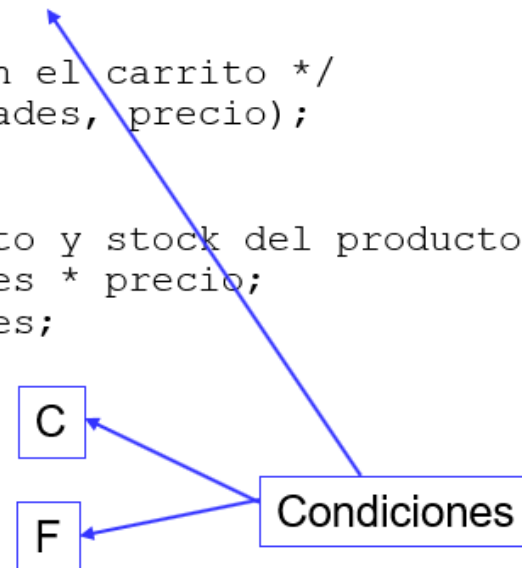 n el carrito */
ades, precio);
to y stock del producto
es * precio;
es;
C
Condiciones
F